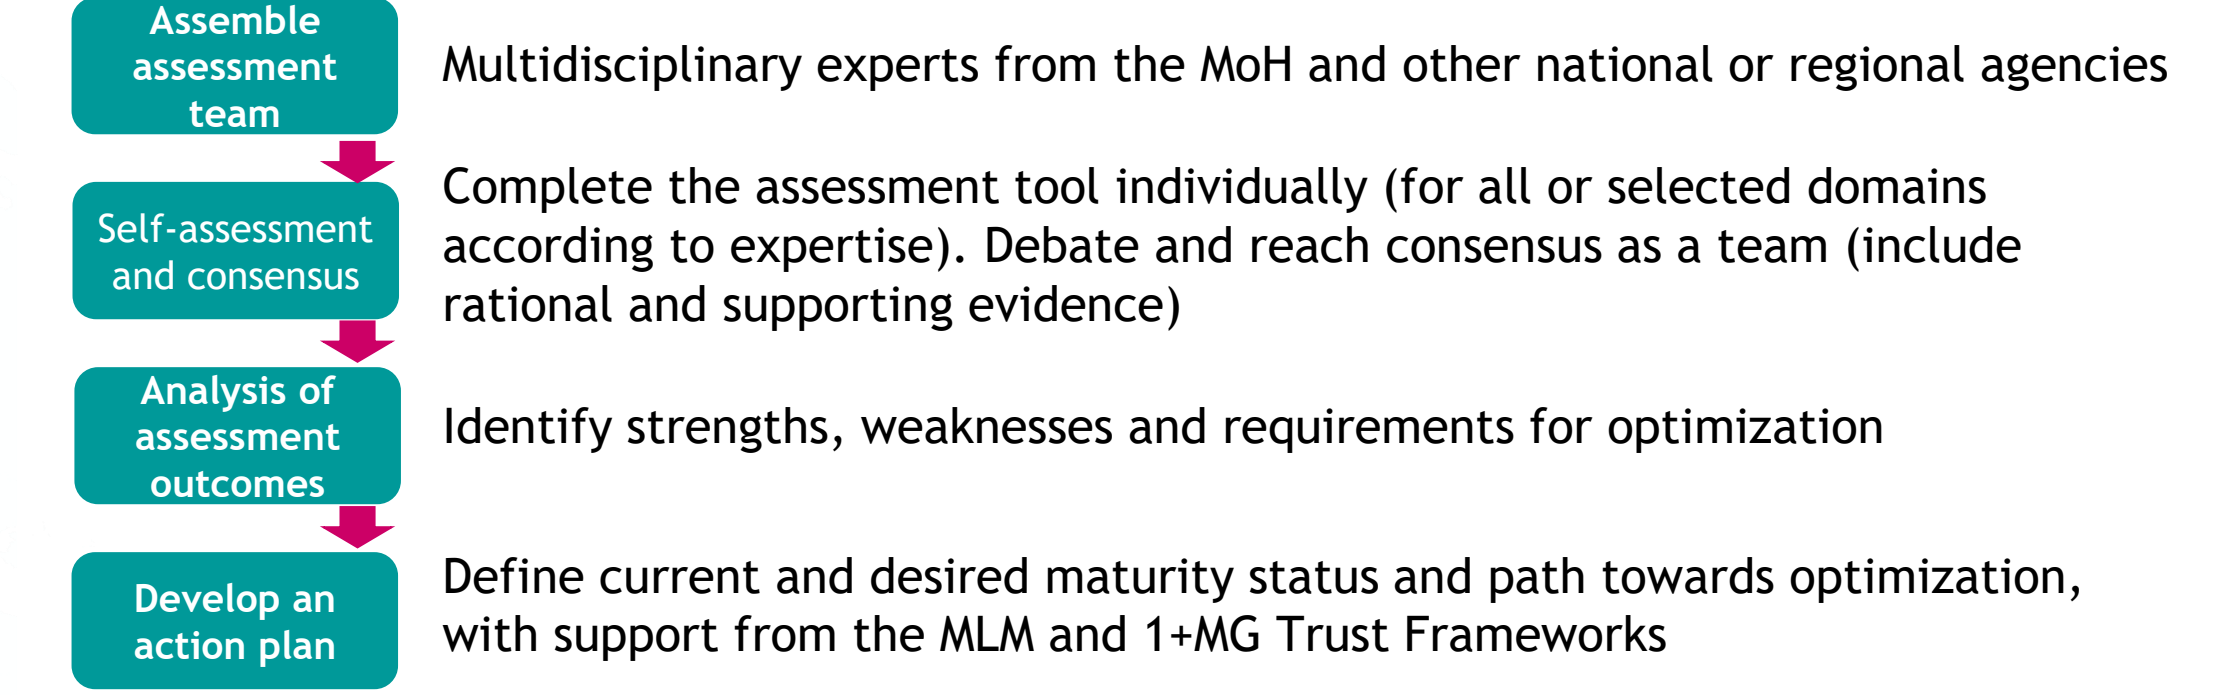 Assemble
assessment
team
Multidisciplinary experts from the MoH and other national or regional agencies
Self-assessment
and consensus
Complete the assessment tool individually (for all or selected domains
according to expertise). Debate and reach consensus as a team (include
rational and supporting evidence)
Analysis of
assessment
outcomes
Identify strengths, weaknesses and requirements for optimization
Develop an
action plan
Define current and desired maturity status and path towards optimization,
with support from the MLM and 1+MG Trust Frameworks